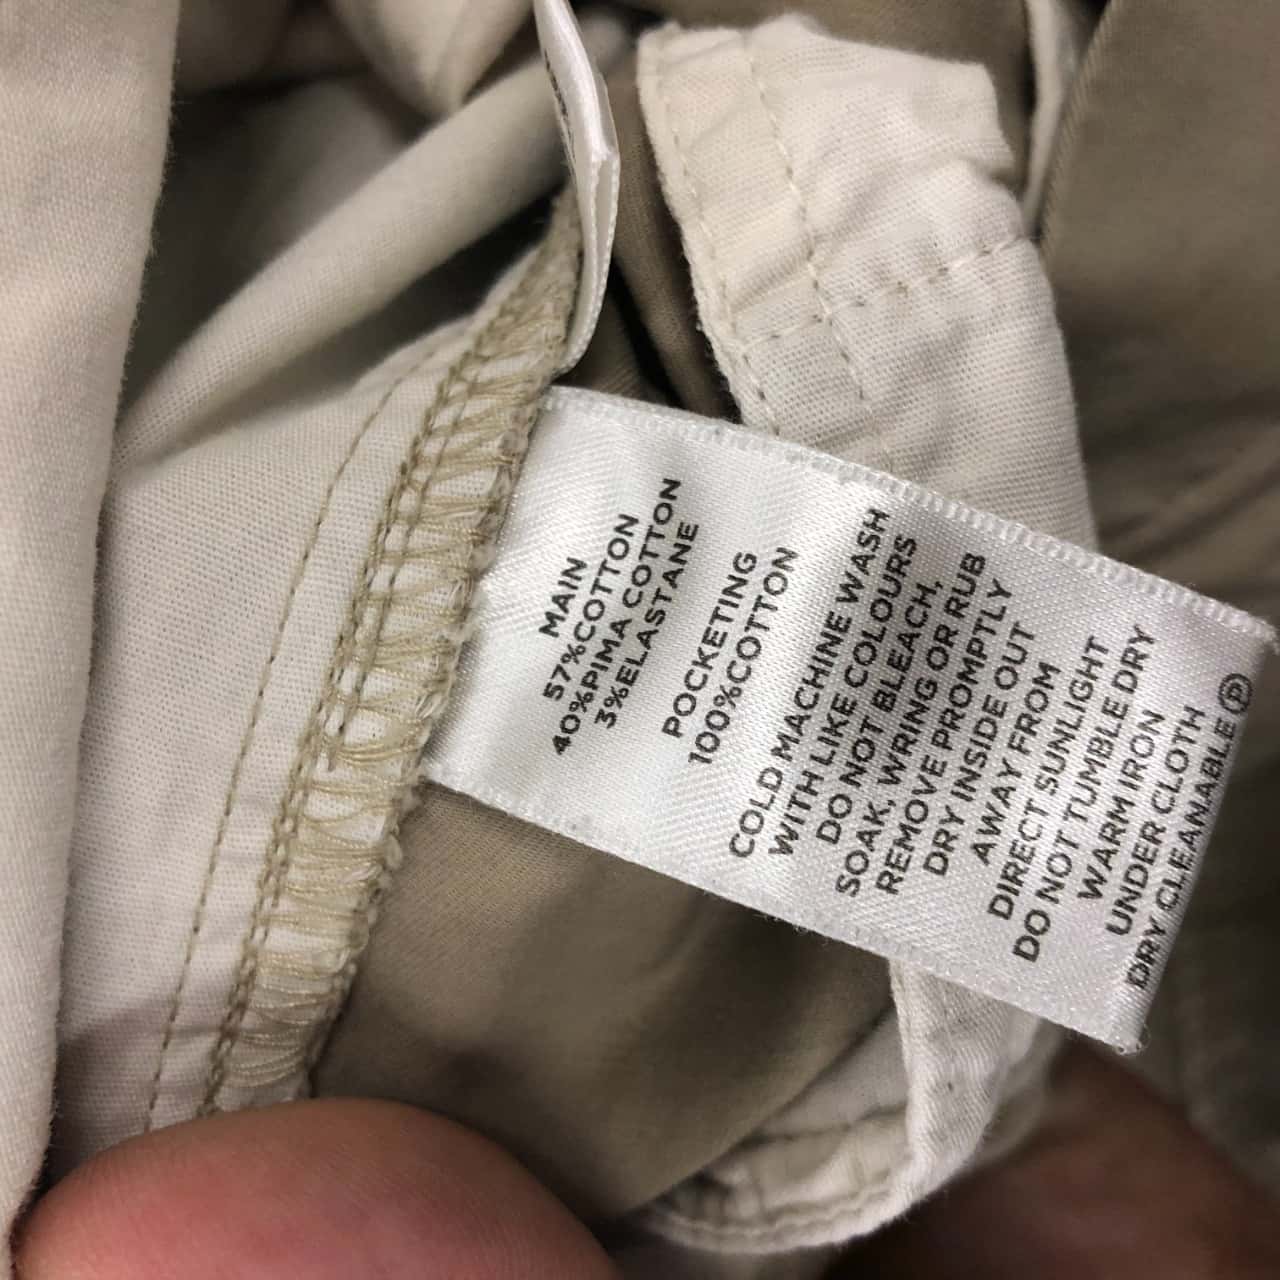 MAIN
57%COTTON
40%PIMA COTTON
3%ELASTANE
POCKETING
100%COTTON
COLD MACHINE WASH
WITH LIKE COLOURS
DO NOT BLEACH,
SOAK, WRING OR RUB
REMOVE PROMPTLY
DRY INSIDE OUT
AWAY FROM
DIRECT SUNLIGHT
DO NOT TUMBLE DRY
WARM IRON
UNDER CLOTH
DRY CLEANABLE Ⓟ